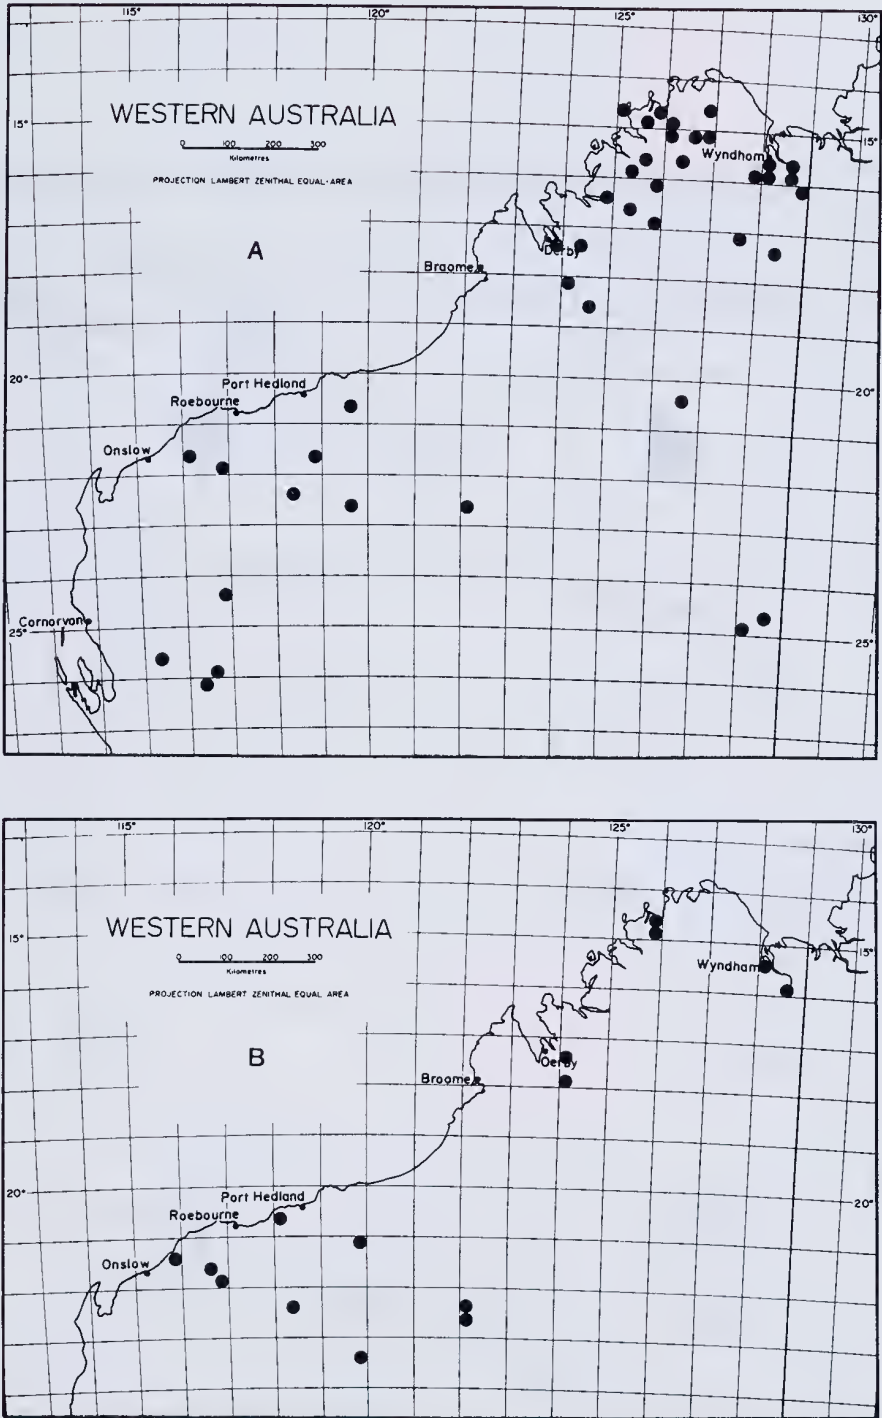 115° 120° 125° 130°
WESTERN AUSTRALIA
15° 15°
0 100 200 300
Kilometres
PROJECTION LAMBERT ZENITHAL EQUAL-AREA
Wyndham
A
Derby
Broome
20° 20°
Port Hedland
Roebourne
Onslow
Carnarvon
25° 25°
115° 120° 125° 130°
WESTERN AUSTRALIA
15° 15°
0 100 200 300
Kilometres
PROJECTION LAMBERT ZENITHAL EQUAL AREA
Wyndham
B
Derby
Broome
20° 20°
Port Hedland
Roebourne
Onslow